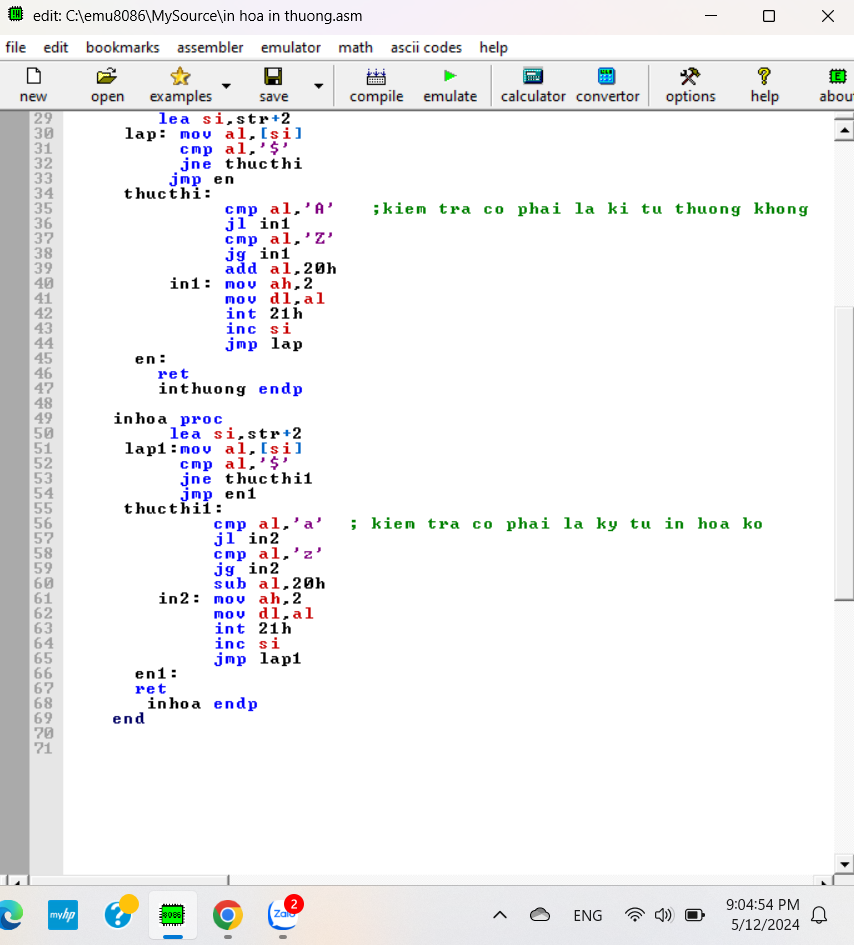 edit: C:\emu8086\MySource\in hoa in thuong.asm
file edit bookmarks assembler emulator math ascii codes help
new open examples save compile emulate calculator convertor options help abou
29 lea si,str+2
30 lap: mov al,[si]
31 cmp al,'$'
32 jne thucthi
33 jmp en
34 thucthi:
35 cmp al,'A' ;kiem tra co phai la ki tu thuong khong
36 jl in1
37 cmp al,'Z'
38 jg in1
39 add al,20h
40 in1: mov ah,2
41 mov dl,al
42 int 21h
43 inc si
44 jmp lap
45 en:
46 ret
47 inthuong endp
48
49 inhoa proc
50 lea si,str+2
51 lap1:mov al,[si]
52 cmp al,'$'
53 jne thucthi1
54 jmp en1
55 thucthi1:
56 cmp al,'a' ; kiem tra co phai la ky tu in hoa ko
57 jl in2
58 cmp al,'z'
59 jg in2
60 sub al,20h
61 in2: mov ah,2
62 mov dl,al
63 int 21h
64 inc si
65 jmp lap1
66 en1:
67 ret
68 inhoa endp
69 end
70
71
myhp 8086 Zalo 2 ENG 9:04:54 PM
5/12/2024